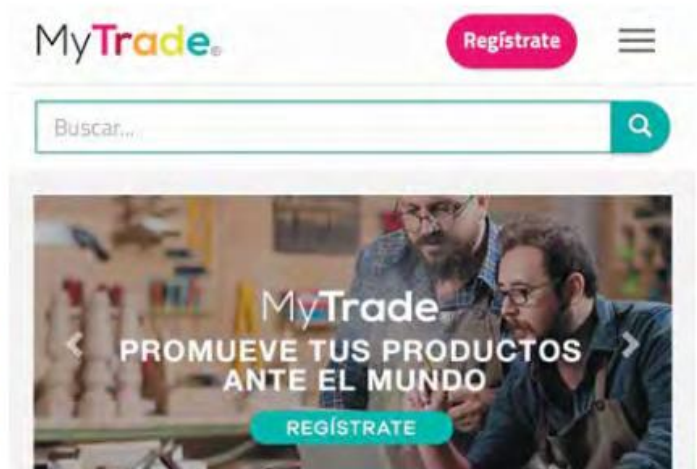 MyTrade®
Regístrate
Buscar...
MyTrade
PROMUEVE TUS PRODUCTOS
ANTE EL MUNDO
REGÍSTRATE